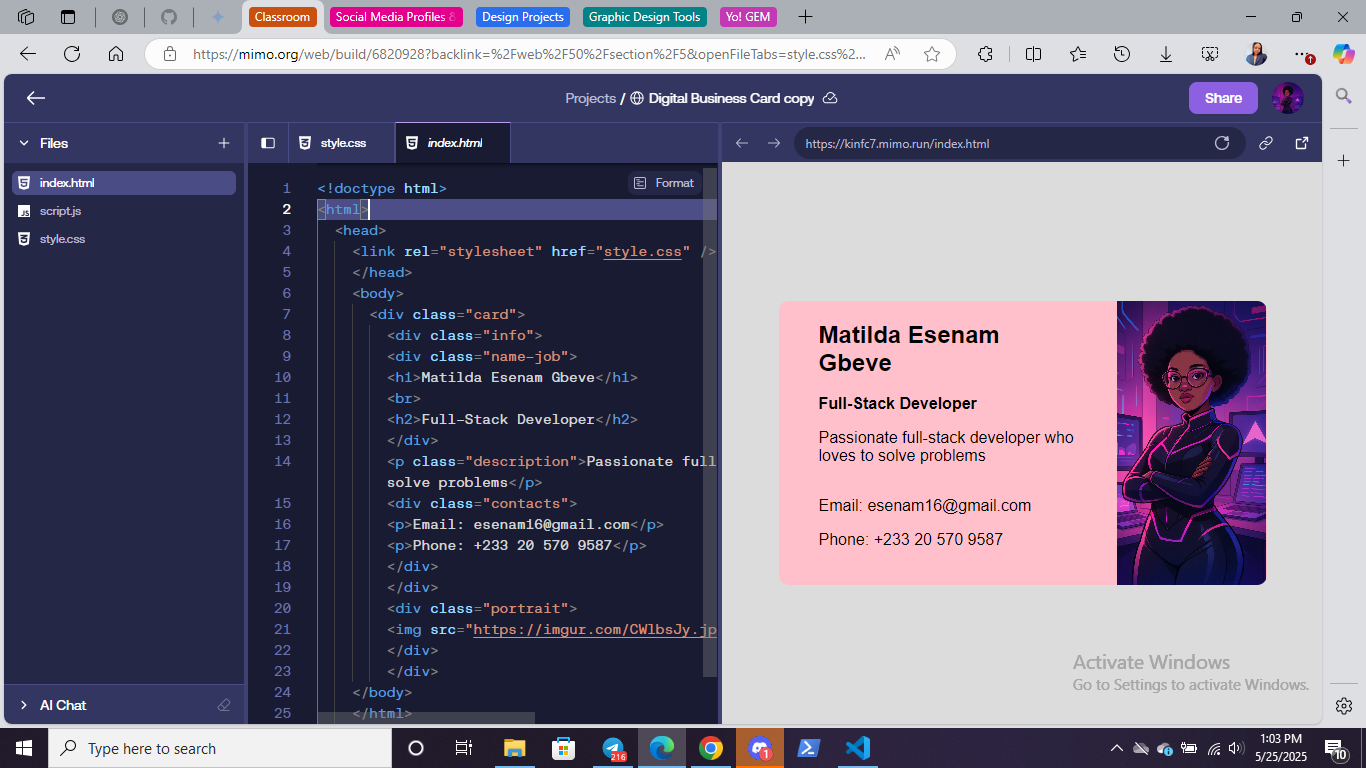 Classroom
Social Media Profiles &
Design Projects
Graphic Design Tools
Yo! GEM
https://mimo.org/web/build/6820928?backlink=%2Fweb%2F50%2Fsection%2F5&openFileTabs=style.css%2...
Projects / Digital Business Card copy
Share
Files
style.css
index.html
https://kinfc7.mimo.run/index.html
index.html
script.js
style.css
Format
1 <!doctype html>
2 <html>
3 <head>
4 <link rel="stylesheet" href="style.css" />
5 </head>
6 <body>
7 <div class="card">
8 <div class="info">
9 <div class="name-job">
10 <h1>Matilda Esenam Gbeve</h1>
11 <br>
12 <h2>Full-Stack Developer</h2>
13 </div>
14 <p class="description">Passionate full
solve problems</p>
15 <div class="contacts">
16 <p>Email: esenam16@gmail.com</p>
17 <p>Phone: +233 20 570 9587</p>
18 </div>
19 </div>
20 <div class="portrait">
21 <img src="https://imgur.com/CWlbsJy.jp
22 </div>
23 </div>
24 </body>
25 </html>
Matilda Esenam
Gbeve
Full-Stack Developer
Passionate full-stack developer who
loves to solve problems
Email: esenam16@gmail.com
Phone: +233 20 570 9587
Activate Windows
Go to Settings to activate Windows.
AI Chat
Type here to search
216
1
1:03 PM
5/25/2025
10